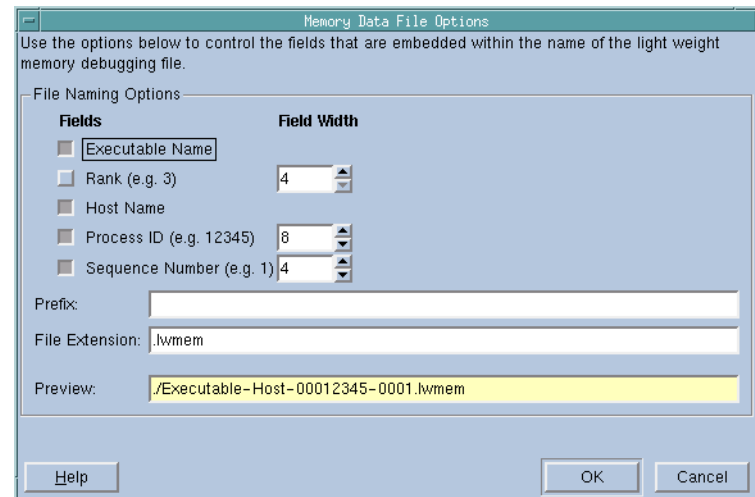 Memory Data File Options
Use the options below to control the fields that are embedded within the name of the light weight
memory debugging file.
File Naming Options
Fields Field Width
Executable Name
Rank (e.g. 3) 4
Host Name
Process ID (e.g. 12345) 8
Sequence Number (e.g. 1) 4
Prefix:
File Extension: .lwmem
Preview: ./Executable-Host-00012345-0001.lwmem
Help OK Cancel